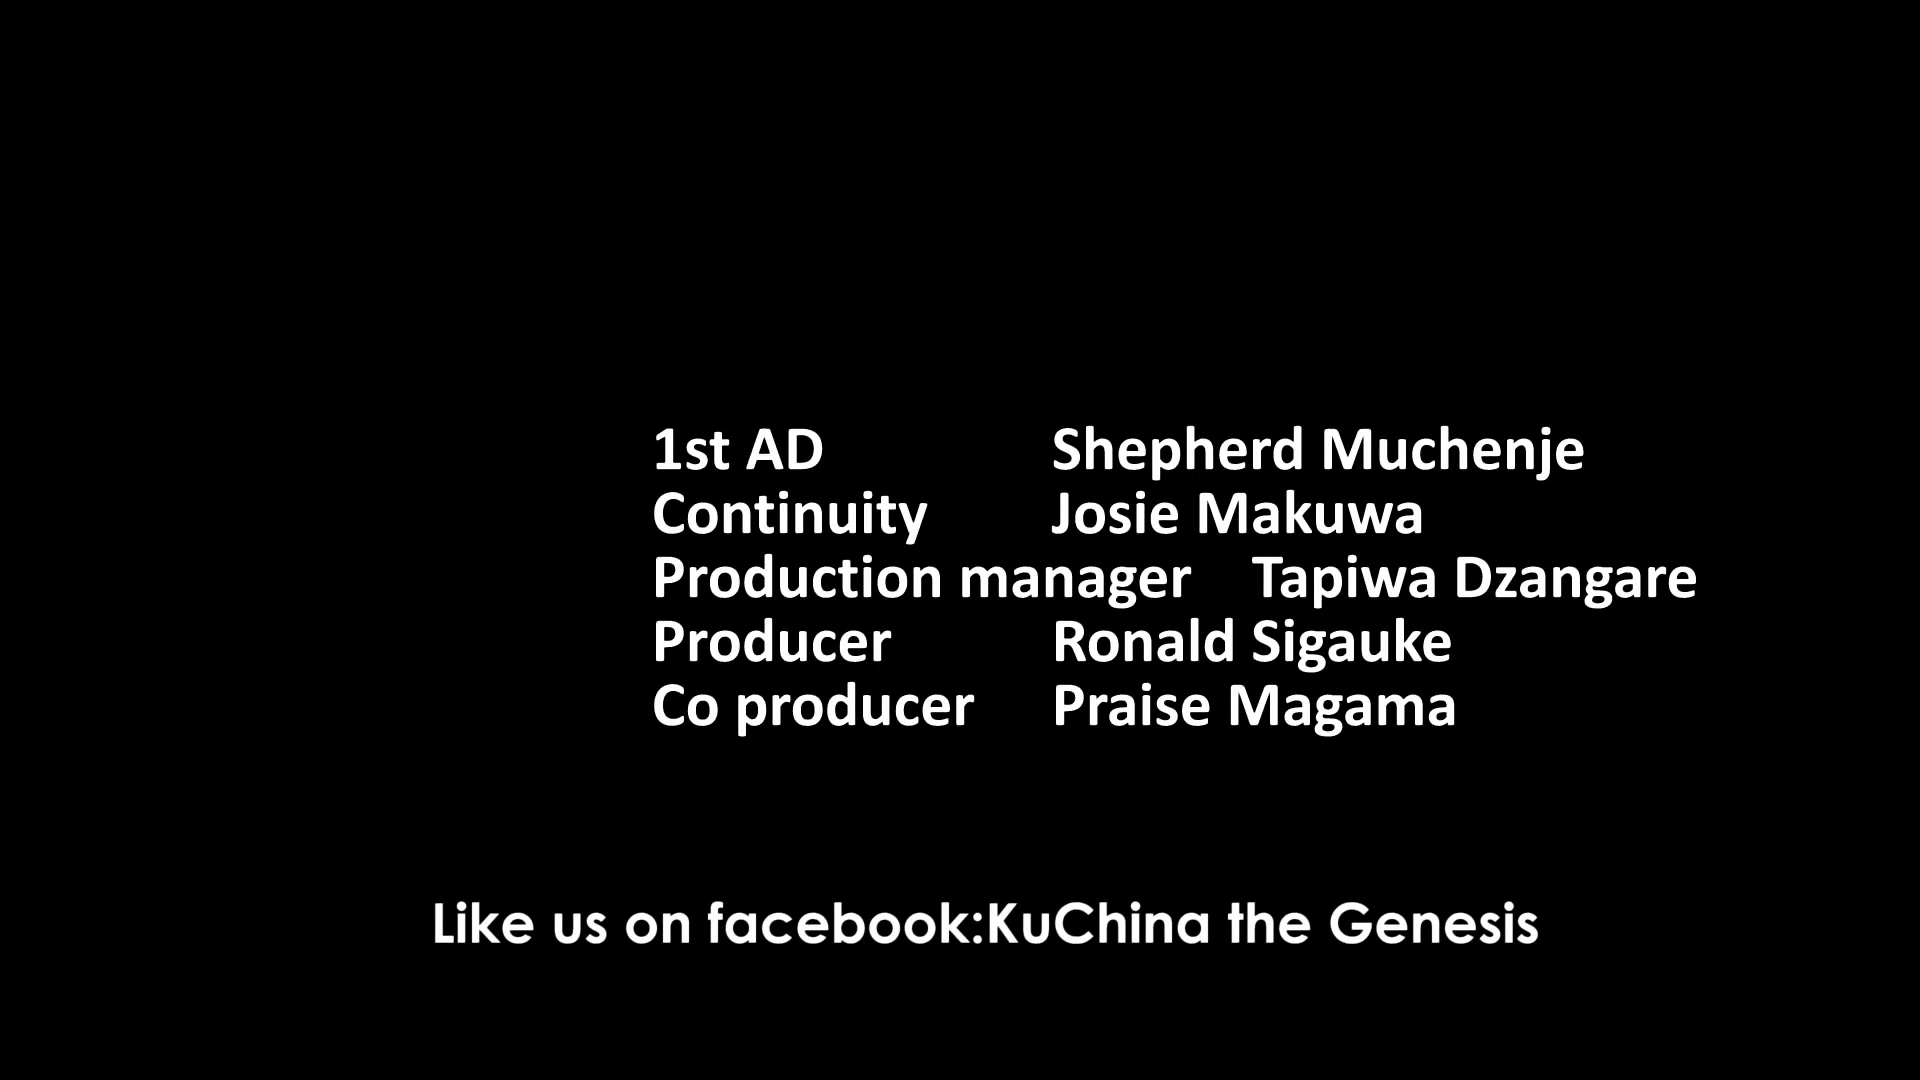 1st AD Shepherd Muchenje
Continuity Josie Makuwa
Production manager Tapiwa Dzangare
Producer Ronald Sigauke
Co producer Praise Magama
Like us on facebook:KuChina the Genesis